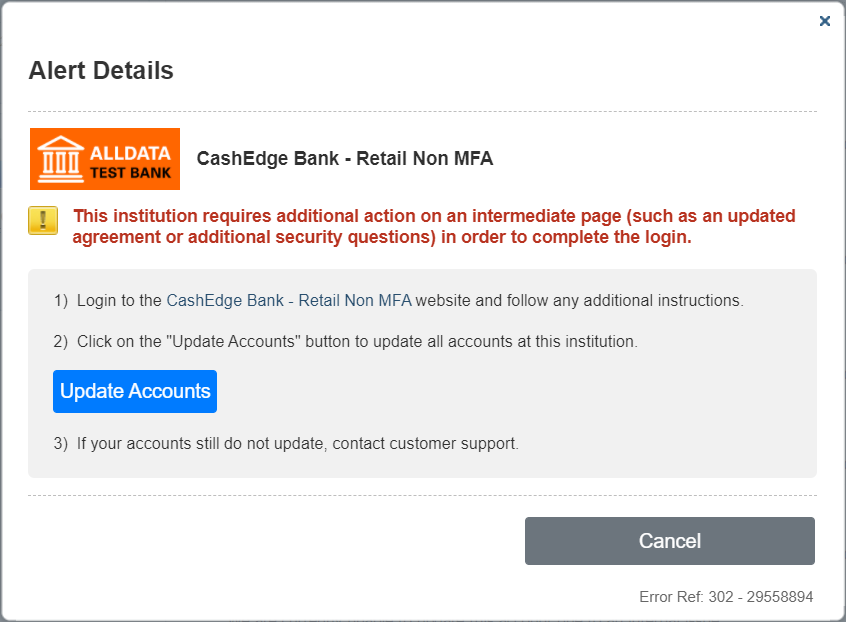 Alert Details
ALLDATA
TEST BANK
CashEdge Bank - Retail Non MFA
This institution requires additional action on an intermediate page (such as an updated
agreement or additional security questions) in order to complete the login.
1) Login to the CashEdge Bank - Retail Non MFA website and follow any additional instructions.
2) Click on the "Update Accounts" button to update all accounts at this institution.
Update Accounts
3) If your accounts still do not update, contact customer support.
Cancel
Error Ref: 302 - 29558894